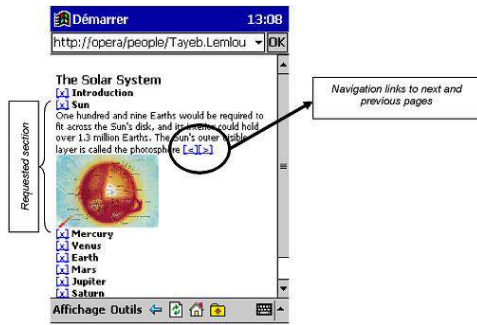 Démarrer 13:08
http://opera/people/Tayeb.Lemlou OK
The Solar System
[x] Introduction
[x] Sun
One hundred and nine Earths would be required to
fit across the Sun's disk, and its interior could hold
over 1.3 million Earths. The Sun's outer visible
layer is called the photosphere [<][>]
[x] Mercury
[x] Venus
[x] Earth
[x] Mars
[x] Jupiter
[x] Saturn
Affichage Outils
Requested section
Navigation links to next and
previous pages